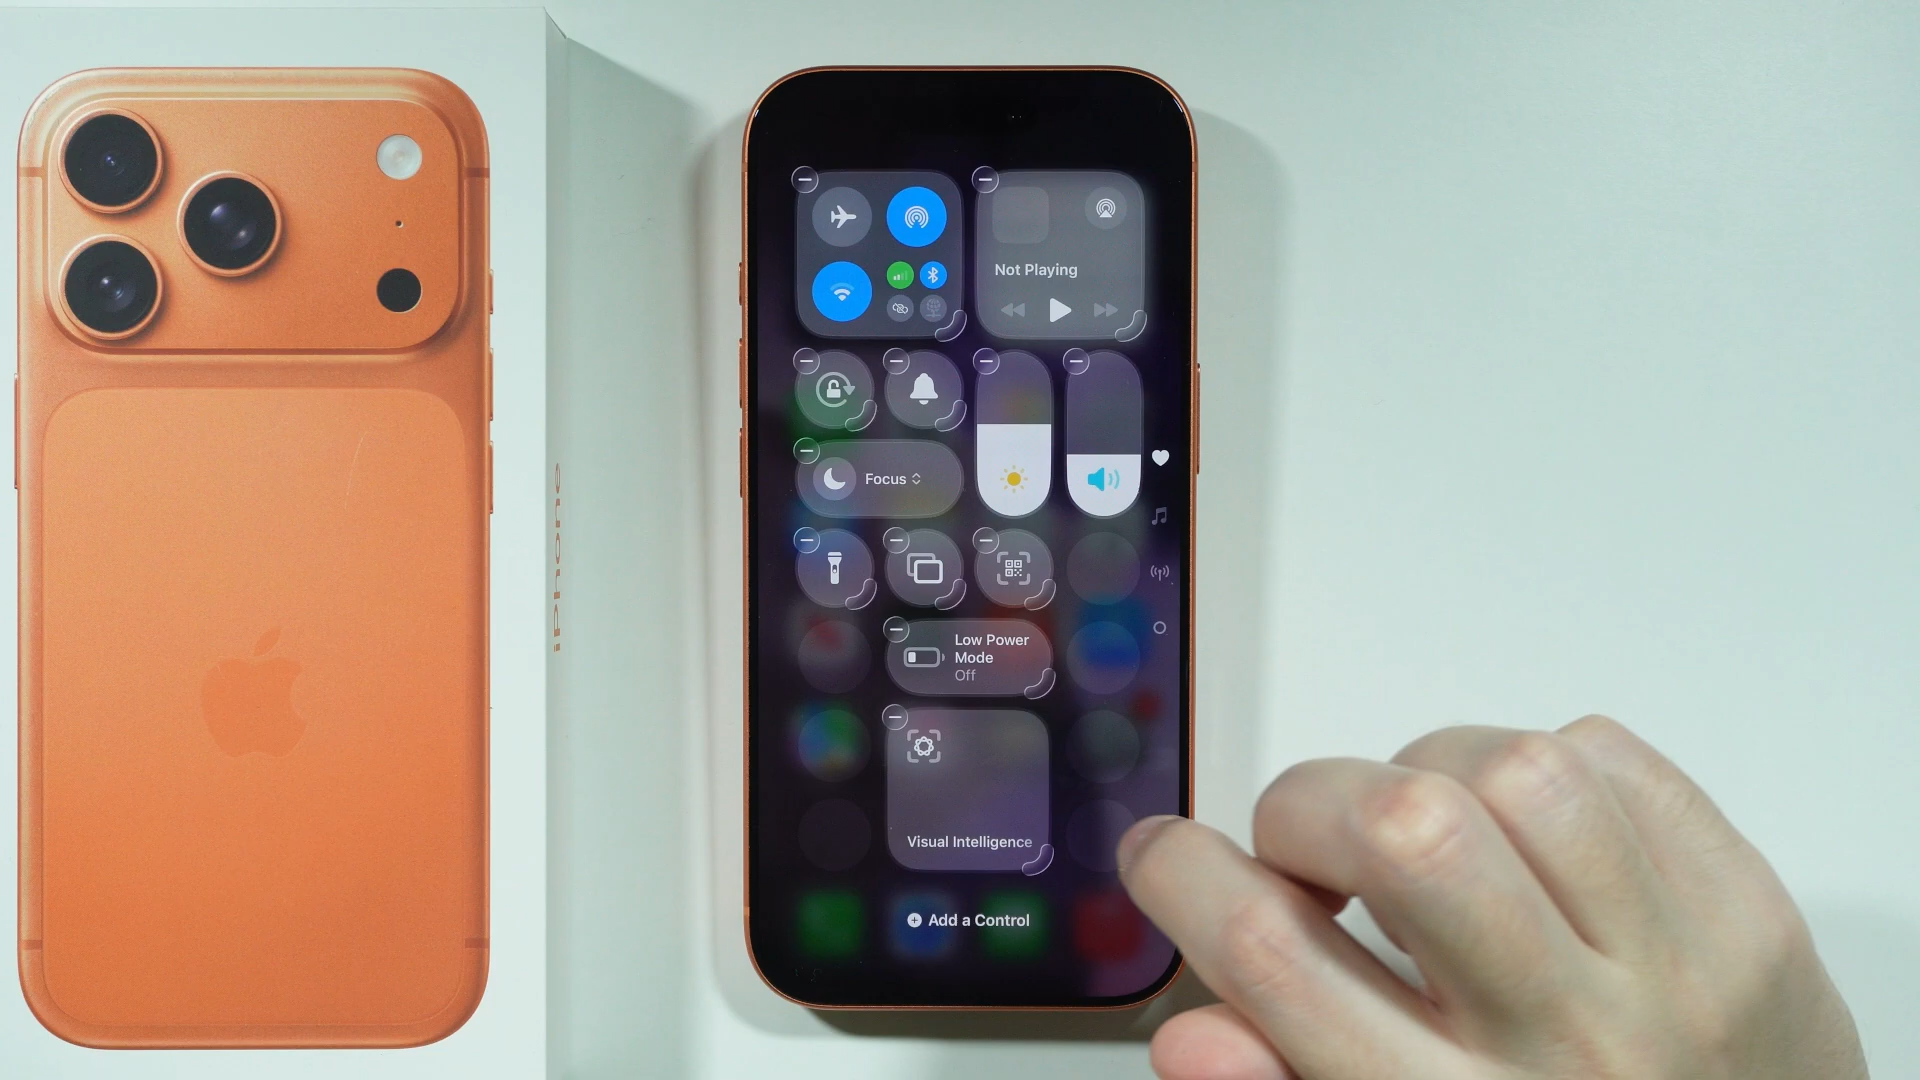 iPhone
Not Playing
Focus
Low Power
Mode
Off
Visual Intelligence
Add a Control